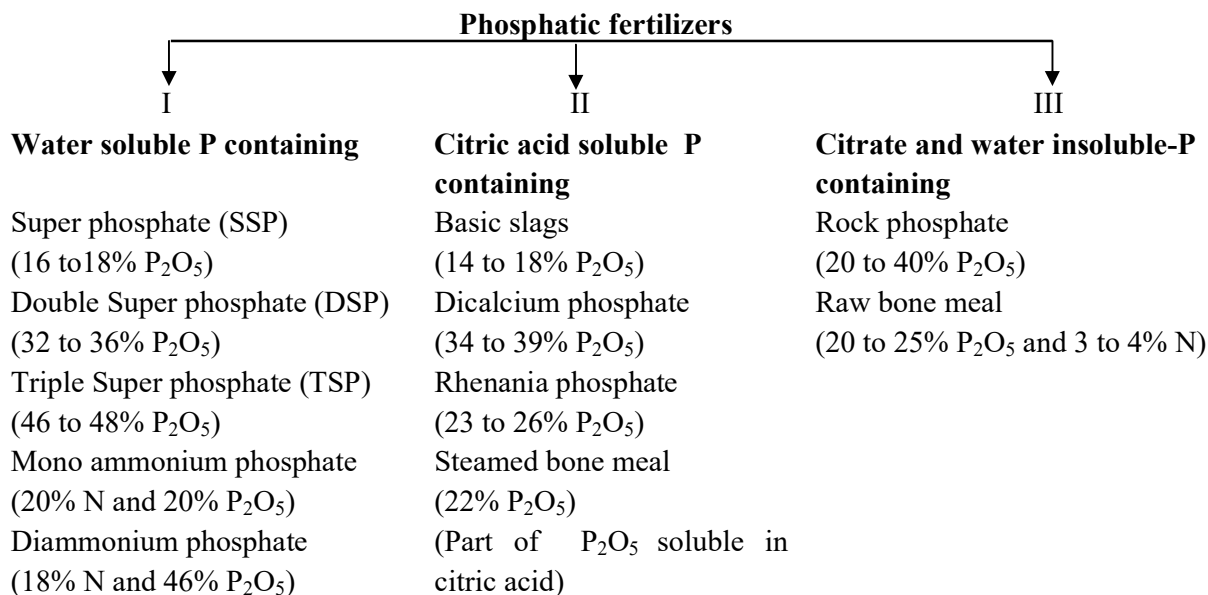 Phosphatic fertilizers
I
II
III
Water soluble P containing
Citric acid soluble P
containing
Citrate and water insoluble-P
containing
Super phosphate (SSP)
(16 to18% P₂O₅)
Double Super phosphate (DSP)
(32 to 36% P₂O₅)
Triple Super phosphate (TSP)
(46 to 48% P₂O₅)
Mono ammonium phosphate
(20% N and 20% P₂O₅)
Diammonium phosphate
(18% N and 46% P₂O₅)
Basic slags
(14 to 18% P₂O₅)
Dicalcium phosphate
(34 to 39% P₂O₅)
Rhenania phosphate
(23 to 26% P₂O₅)
Steamed bone meal
(22% P₂O₅)
(Part of P₂O₅ soluble in
citric acid)
Rock phosphate
(20 to 40% P₂O₅)
Raw bone meal
(20 to 25% P₂O₅ and 3 to 4% N)